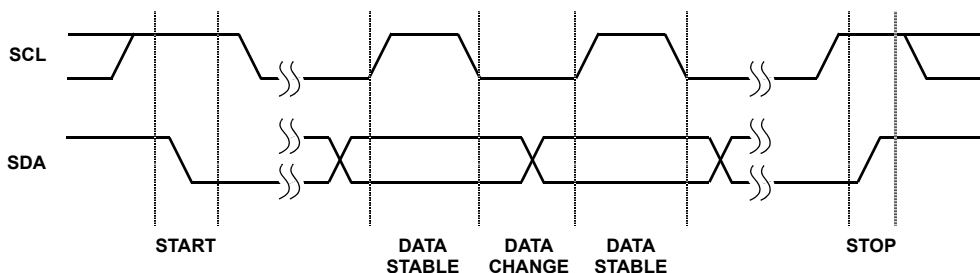 SCL
SDA
START
DATA
STABLE
DATA
CHANGE
DATA
STABLE
STOP